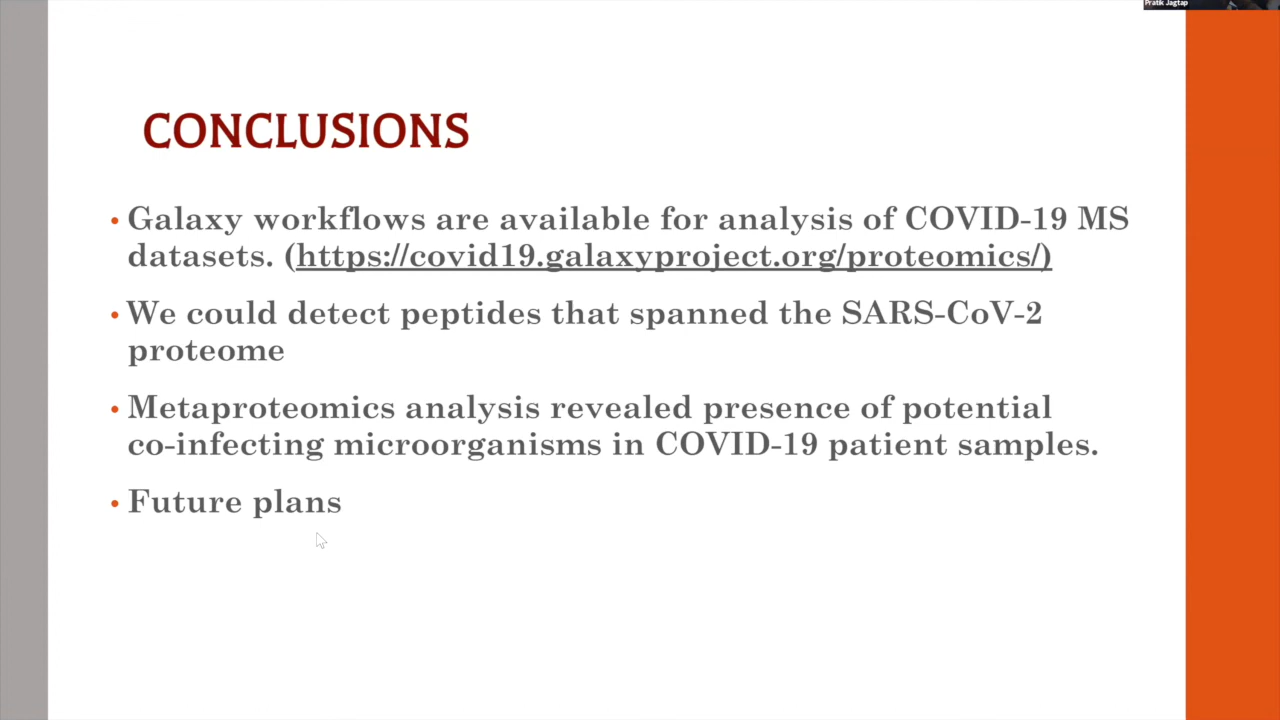 Pratik Jagtap
CONCLUSIONS
• Galaxy workflows are available for analysis of COVID-19 MS
datasets. (https://covid19.galaxyproject.org/proteomics/)
• We could detect peptides that spanned the SARS-CoV-2
proteome
• Metaproteomics analysis revealed presence of potential
co-infecting microorganisms in COVID-19 patient samples.
• Future plans